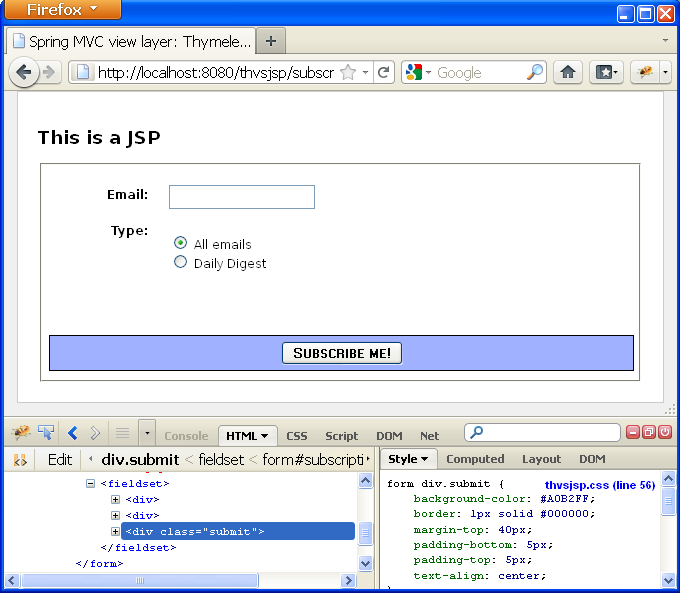 Firefox
Spring MVC view layer: Thymele...
http://localhost:8080/thvsjsp/subscr
Google
This is a JSP
Email:
Type:
All emails
Daily Digest
SUBSCRIBE ME!
Console HTML CSS Script DOM Net
Edit div.submit < fieldset < form#subscripti
Style Computed Layout DOM
<fieldset>
<div>
<div>
<div class="submit">
</fieldset>
</form>
form div.submit { thvsjsp.css (line 56)
background-color: #A0B2FF;
border: 1px solid #000000;
margin-top: 40px;
padding-bottom: 5px;
padding-top: 5px;
text-align: center;